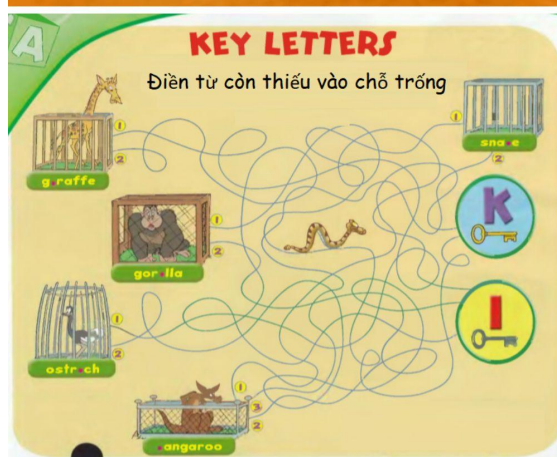 A
KEY LETTERS
Điền từ còn thiếu vào chỗ trống
1
2
g•raffe
1
sna•e
2
K
1
2
gor•lla
I
1
2
ostr•ch
1
3
2
•angaroo